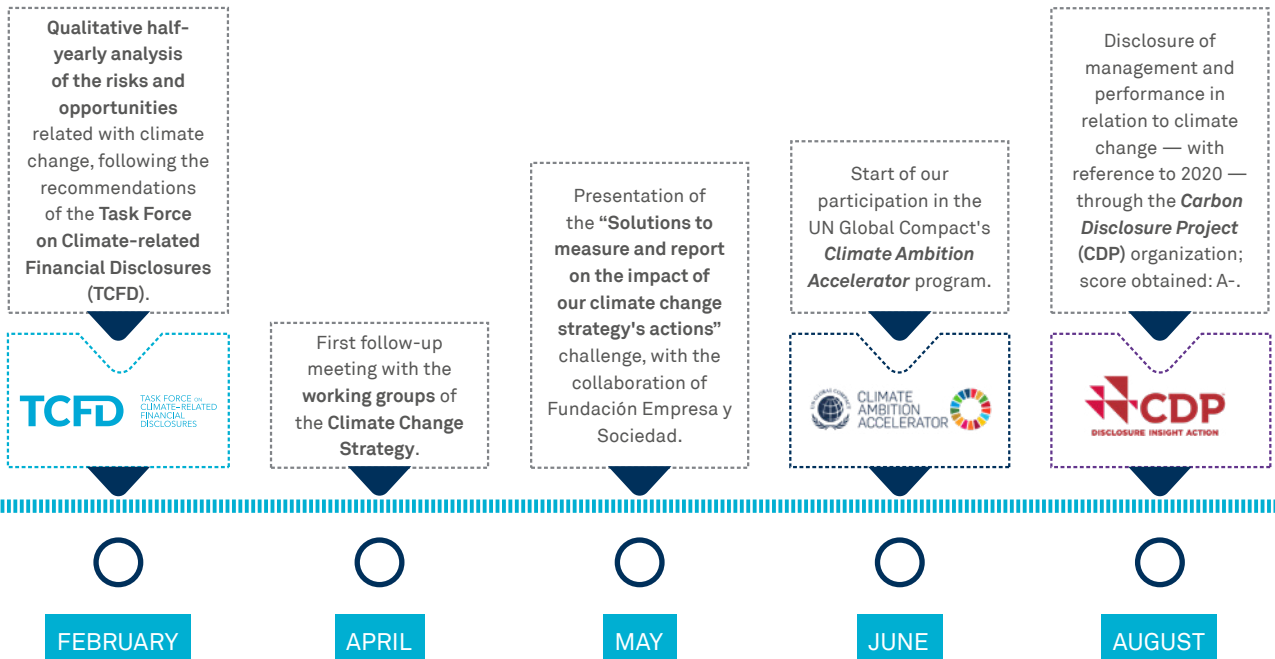 Qualitative half-
yearly analysis
of the risks and
opportunities
related with climate
change, following the
recommendations
of the Task Force
on Climate-related
Financial Disclosures
(TCFD).
TCFD
TASK FORCE ON
CLIMATE-RELATED
FINANCIAL
DISCLOSURES
First follow-up
meeting with the
working groups of
the Climate Change
Strategy.
Presentation of
the “Solutions to
measure and report
on the impact of
our climate change
strategy's actions”
challenge, with the
collaboration of
Fundación Empresa y
Sociedad.
Start of our
participation in the
UN Global Compact's
Climate Ambition
Accelerator program.
UN GLOBAL COMPACT
CLIMATE
AMBITION
ACCELERATOR
Disclosure of
management and
performance in
relation to climate
change — with
reference to 2020 —
through the Carbon
Disclosure Project
(CDP) organization;
score obtained: A-.
CDP
DISCLOSURE INSIGHT ACTION
FEBRUARY
APRIL
MAY
JUNE
AUGUST